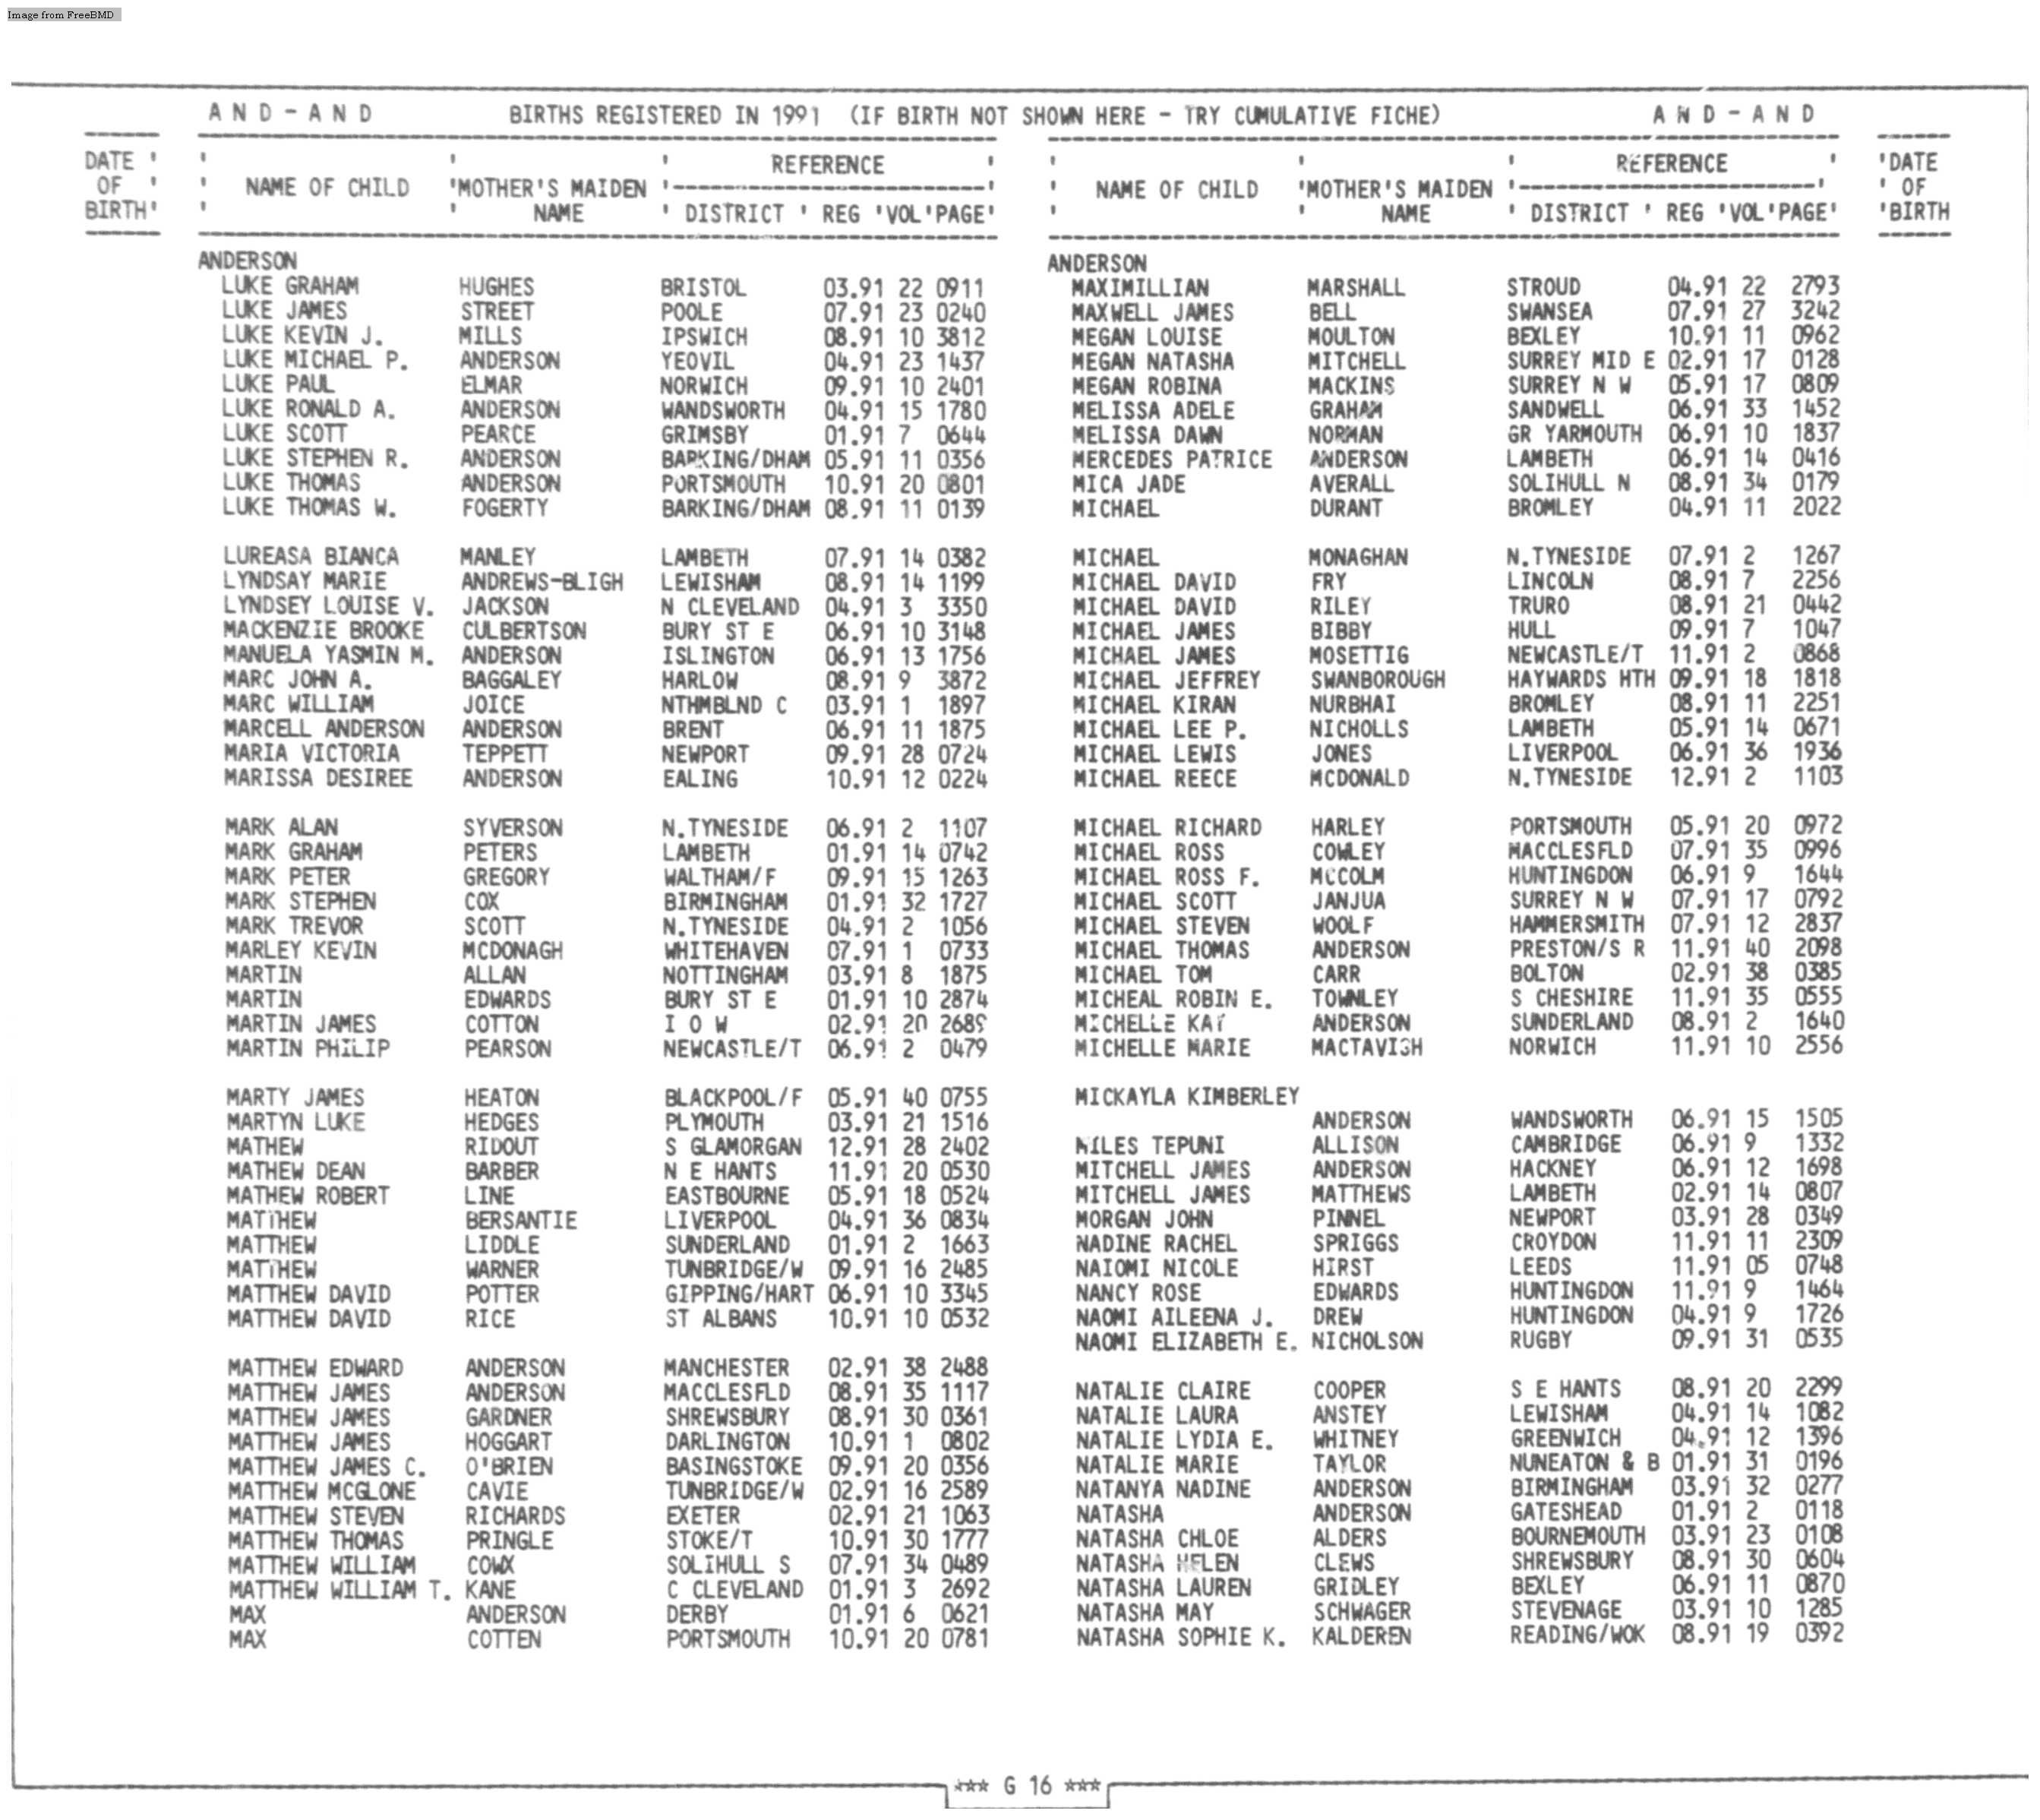 Image from FreeBMD
A N D - A N D BIRTHS REGISTERED IN 1991 (IF BIRTH NOT SHOWN HERE - TRY CUMULATIVE FICHE) A N D - A N D
DATE OF BIRTH
NAME OF CHILD MOTHER'S MAIDEN NAME REFERENCE DISTRICT REG VOL PAGE
ANDERSON
LUKE GRAHAM HUGHES BRISTOL 03.91 22 0911
LUKE JAMES STREET POOLE 07.91 23 0240
LUKE KEVIN J. MILLS IPSWICH 08.91 10 3812
LUKE MICHAEL P. ANDERSON YEOVIL 04.91 23 1437
LUKE PAUL ELMAR NORWICH 09.91 10 2401
LUKE RONALD A. ANDERSON WANDSWORTH 04.91 15 1780
LUKE SCOTT PEARCE GRIMSBY 01.91 7 0644
LUKE STEPHEN R. ANDERSON BARKING/DHAM 05.91 11 0356
LUKE THOMAS ANDERSON PORTSMOUTH 10.91 20 0801
LUKE THOMAS W. FOGERTY BARKING/DHAM 08.91 11 0139
LUREASA BIANCA MANLEY LAMBETH 07.91 14 0382
LYNDSAY MARIE ANDREWS-BLIGH LEWISHAM 08.91 14 1199
LYNDSEY LOUISE V. JACKSON N CLEVELAND 04.91 3 3350
MACKENZIE BROOKE CULBERTSON BURY ST E 06.91 10 3148
MANUELA YASMIN M. ANDERSON ISLINGTON 06.91 13 1756
MARC JOHN A. BAGGALEY HARLOW 08.91 9 3872
MARC WILLIAM JOICE NTHMBLND C 03.91 1 1897
MARCELL ANDERSON ANDERSON BRENT 06.91 11 1875
MARIA VICTORIA TEPPETT NEWPORT 09.91 28 0724
MARISSA DESIREE ANDERSON EALING 10.91 12 0224
MARK ALAN SYVERSON N.TYNESIDE 06.91 2 1107
MARK GRAHAM PETERS LAMBETH 01.91 14 0742
MARK PETER GREGORY WALTHAM/F 09.91 15 1263
MARK STEPHEN COX BIRMINGHAM 01.91 32 1727
MARK TREVOR SCOTT N.TYNESIDE 04.91 2 1056
MARLEY KEVIN MCDONAGH WHITEHAVEN 07.91 1 0733
MARTIN ALLAN NOTTINGHAM 03.91 8 1875
MARTIN EDWARDS BURY ST E 01.91 10 2874
MARTIN JAMES COTTON I O W 02.91 20
MARTIN PHILIP PEARSON NEWCASTLE/T 06.91 2 0479
MARTY JAMES HEATON BLACKPOOL/F 05.91 40 0755
MARTYN LUKE HEDGES PLYMOUTH 03.91 21 1516
MATHEW RIDOUT S GLAMORGAN 12.91 28 2402
MATHEW DEAN BARBER N E HANTS 11.91 20 0530
MATHEW ROBERT LINE EASTBOURNE 05.91 18 0524
MATTHEW BERSANTIE LIVERPOOL 04.91 36 0834
MATTHEW LIDDLE SUNDERLAND 01.91 2 1663
MATTHEW WARNER TUNBRIDGE/W 09.91 16 2485
MATTHEW DAVID POTTER GIPPING/HART 06.91 10 3345
MATTHEW DAVID RICE ST ALBANS 10.91 10 0532
MATTHEW EDWARD ANDERSON MANCHESTER 02.91 38 2488
MATTHEW JAMES ANDERSON MACCLESFLD 08.91 35 1117
MATTHEW JAMES GARDNER SHREWSBURY 08.91 30 0361
MATTHEW JAMES HOGGART DARLINGTON 10.91 1 0802
MATTHEW JAMES C. O'BRIEN BASINGSTOKE 09.91 20 0356
MATTHEW MCGLONE CAVIE TUNBRIDGE/W 02.91 16 2589
MATTHEW STEVEN RICHARDS EXETER 02.91 21 1063
MATTHEW THOMAS PRINGLE STOKE/T 10.91 30 1777
MATTHEW WILLIAM COWX SOLIHULL S 07.91 34 0489
MATTHEW WILLIAM T. KANE C CLEVELAND 01.91 3 2692
MAX ANDERSON DERBY 01.91 6 0621
MAX COTTEN PORTSMOUTH 10.91 20 0781
NAME OF CHILD MOTHER'S MAIDEN NAME REFERENCE DISTRICT REG VOL PAGE
DATE OF BIRTH
ANDERSON
MAXIMILLIAN MARSHALL STROUD 04.91 22 2793
MAXWELL JAMES BELL SWANSEA 07.91 27 3242
MEGAN LOUISE MOULTON BEXLEY 10.91 11 0962
MEGAN NATASHA MITCHELL SURREY MID E 02.91 17 0128
MEGAN ROBINA MACKINS SURREY N W 05.91 17 0809
MELISSA ADELE GRAHAM SANDWELL 06.91 33 1452
MELISSA DAWN NORMAN GR YARMOUTH 06.91 10 1837
MERCEDES PATRICE ANDERSON LAMBETH 06.91 14 0416
MICA JADE AVERALL SOLIHULL N 08.91 34 0179
MICHAEL DURANT BROMLEY 04.91 11 2022
MICHAEL MONAGHAN N.TYNESIDE 07.91 2 1267
MICHAEL DAVID FRY LINCOLN 08.91 7 2256
MICHAEL DAVID RILEY TRURO 08.91 21 0442
MICHAEL JAMES BIBBY HULL 09.91 7 1047
MICHAEL JAMES MOSETTIG NEWCASTLE/T 11.91 2 0868
MICHAEL JEFFREY SWANBOROUGH HAYWARDS HTH 09.91 18 1818
MICHAEL KIRAN NURBHAI BROMLEY 08.91 11 2251
MICHAEL LEE P. NICHOLLS LAMBETH 05.91 14 0671
MICHAEL LEWIS JONES LIVERPOOL 06.91 36 1936
MICHAEL REECE MCDONALD N.TYNESIDE 12.91 2 1103
MICHAEL RICHARD HARLEY PORTSMOUTH 05.91 20 0972
MICHAEL ROSS COWLEY MACCLESFLD 07.91 35 0996
MICHAEL ROSS F. MCCOLM HUNTINGDON 06.91 9 1644
MICHAEL SCOTT JANJUA SURREY N W 07.91 17 0792
MICHAEL STEVEN WOOLF HAMMERSMITH 07.91 12 2837
MICHAEL THOMAS ANDERSON PRESTON/S R 11.91 40 2098
MICHAEL TOM CARR BOLTON 02.91 38 0385
MICHEAL ROBIN E. TOWNLEY S CHESHIRE 11.91 35 0555
MICHELLE KAY ANDERSON SUNDERLAND 08.91 2 1640
MICHELLE MARIE MACTAVISH NORWICH 11.91 10 2556
MICKAYLA KIMBERLEY
ANDERSON WANDSWORTH 06.91 15 1505
TEPUNI ALLISON CAMBRIDGE 06.91 9 1332
MITCHELL JAMES ANDERSON HACKNEY 06.91 12 1698
MITCHELL JAMES MATTHEWS LAMBETH 02.91 14 0807
MORGAN JOHN PINNEL NEWPORT 03.91 28 0349
NADINE RACHEL SPRIGGS CROYDON 11.91 11 2309
NAIOMI NICOLE HIRST LEEDS 11.91 05 0748
NANCY ROSE EDWARDS HUNTINGDON 11.91 9 1464
NAOMI AILEENA J. DREW HUNTINGDON 04.91 9 1726
NAOMI ELIZABETH E. NICHOLSON RUGBY 09.91 31 0535
NATALIE CLAIRE COOPER S E HANTS 08.91 20 2299
NATALIE LAURA ANSTEY LEWISHAM 04.91 14 1082
NATALIE LYDIA E. WHITNEY GREENWICH 04.91 12 1396
NATALIE MARIE TAYLOR NUNEATON & B 01.91 31 0196
NATANYA NADINE ANDERSON BIRMINGHAM 03.91 32 0277
NATASHA ANDERSON GATESHEAD 01.91 2 0118
NATASHA CHLOE ALDERS BOURNEMOUTH 03.91 23 0108
NATASHA HELEN CLEWS SHREWSBURY 08.91 30 0604
NATASHA LAUREN GRIDLEY BEXLEY 06.91 11 0870
NATASHA MAY SCHWAGER STEVENAGE 03.91 10 1285
NATASHA SOPHIE K. KALDEREN READING/WOK 08.91 19 0392
*** G 16 ***